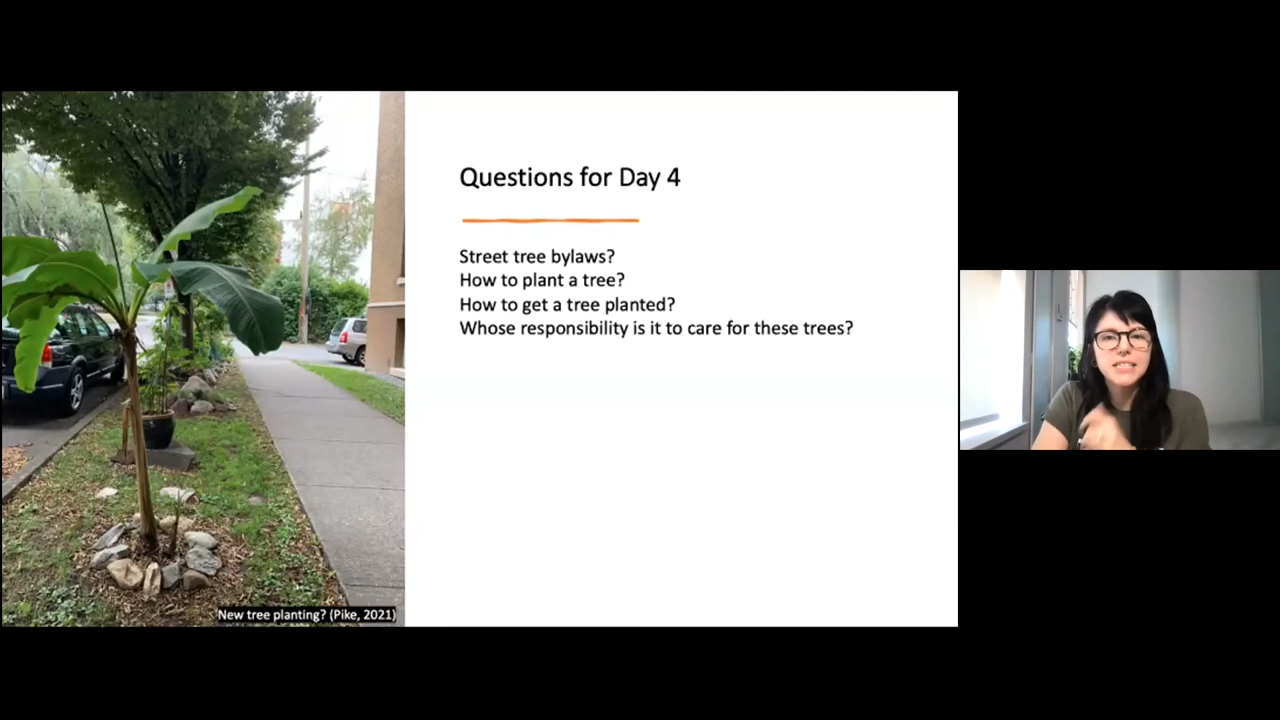 Questions for Day 4
Street tree bylaws?
How to plant a tree?
How to get a tree planted?
Whose responsibility is it to care for these trees?
New tree planting? (Pike, 2021)